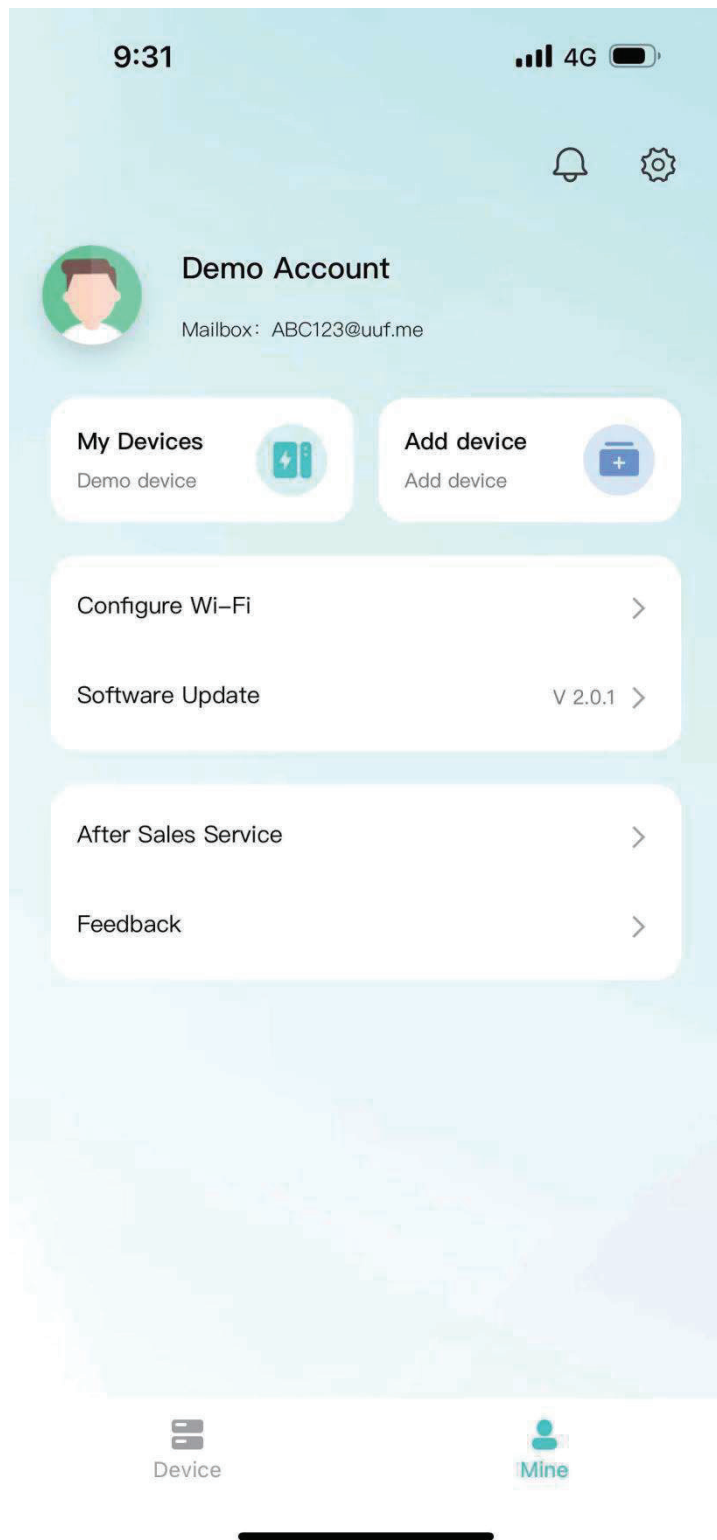 9:31 4G
Demo Account
Mailbox: ABC123@uuf.me
My Devices
Demo device
Add device
Add device
Configure Wi-Fi
Software Update V 2.0.1
After Sales Service
Feedback
Device Mine